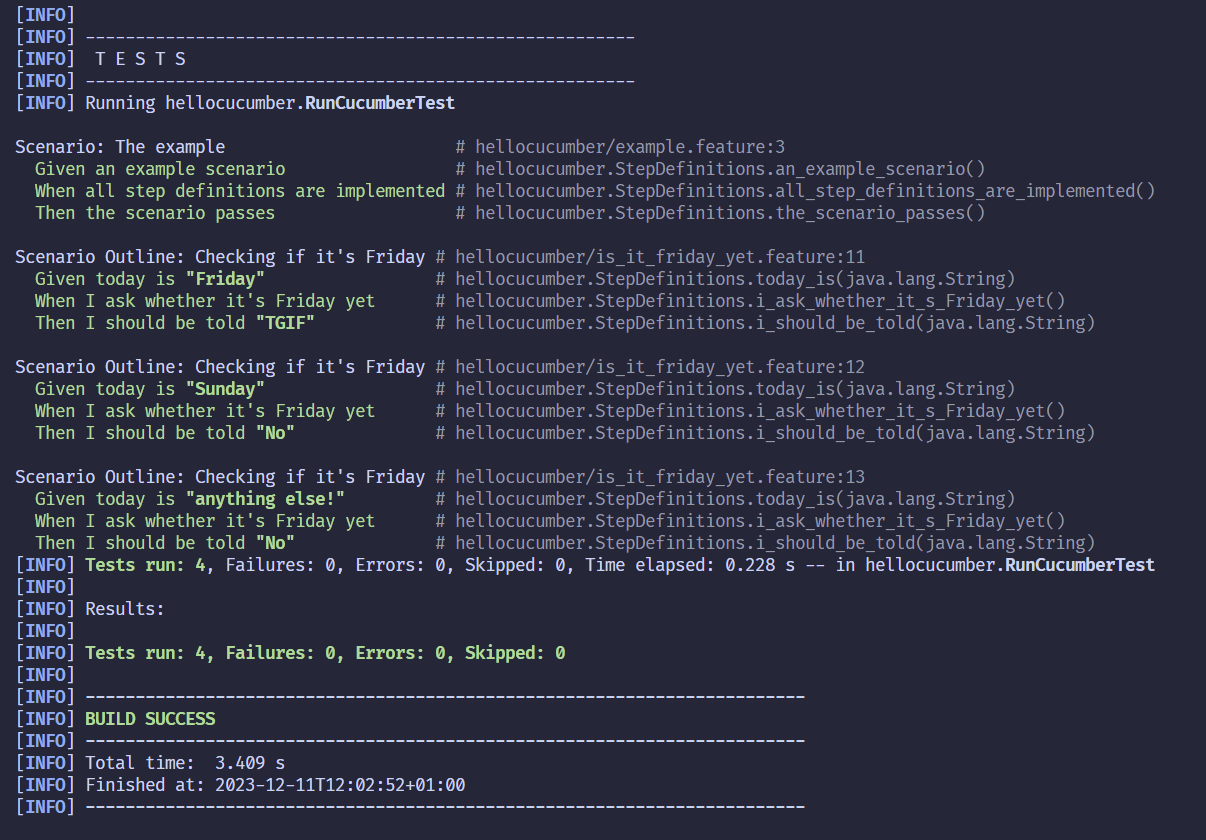 [INFO]
[INFO] -------------------------------------------------------
[INFO]  T E S T S
[INFO] -------------------------------------------------------
[INFO] Running hellocucumber.RunCucumberTest

Scenario: The example                       # hellocucumber/example.feature:3
  Given an example scenario                 # hellocucumber.StepDefinitions.an_example_scenario()
  When all step definitions are implemented # hellocucumber.StepDefinitions.all_step_definitions_are_implemented()
  Then the scenario passes                  # hellocucumber.StepDefinitions.the_scenario_passes()

Scenario Outline: Checking if it's Friday # hellocucumber/is_it_friday_yet.feature:11
  Given today is "Friday"                 # hellocucumber.StepDefinitions.today_is(java.lang.String)
  When I ask whether it's Friday yet      # hellocucumber.StepDefinitions.i_ask_whether_it_s_Friday_yet()
  Then I should be told "TGIF"            # hellocucumber.StepDefinitions.i_should_be_told(java.lang.String)

Scenario Outline: Checking if it's Friday # hellocucumber/is_it_friday_yet.feature:12
  Given today is "Sunday"                 # hellocucumber.StepDefinitions.today_is(java.lang.String)
  When I ask whether it's Friday yet      # hellocucumber.StepDefinitions.i_ask_whether_it_s_Friday_yet()
  Then I should be told "No"              # hellocucumber.StepDefinitions.i_should_be_told(java.lang.String)

Scenario Outline: Checking if it's Friday # hellocucumber/is_it_friday_yet.feature:13
  Given today is "anything else!"         # hellocucumber.StepDefinitions.today_is(java.lang.String)
  When I ask whether it's Friday yet      # hellocucumber.StepDefinitions.i_ask_whether_it_s_Friday_yet()
  Then I should be told "No"              # hellocucumber.StepDefinitions.i_should_be_told(java.lang.String)
[INFO] Tests run: 4, Failures: 0, Errors: 0, Skipped: 0, Time elapsed: 0.228 s -- in hellocucumber.RunCucumberTest
[INFO]
[INFO] Results:
[INFO]
[INFO] Tests run: 4, Failures: 0, Errors: 0, Skipped: 0
[INFO]
[INFO] ------------------------------------------------------------------------
[INFO] BUILD SUCCESS
[INFO] ------------------------------------------------------------------------
[INFO] Total time:  3.409 s
[INFO] Finished at: 2023-12-11T12:02:52+01:00
[INFO] ------------------------------------------------------------------------